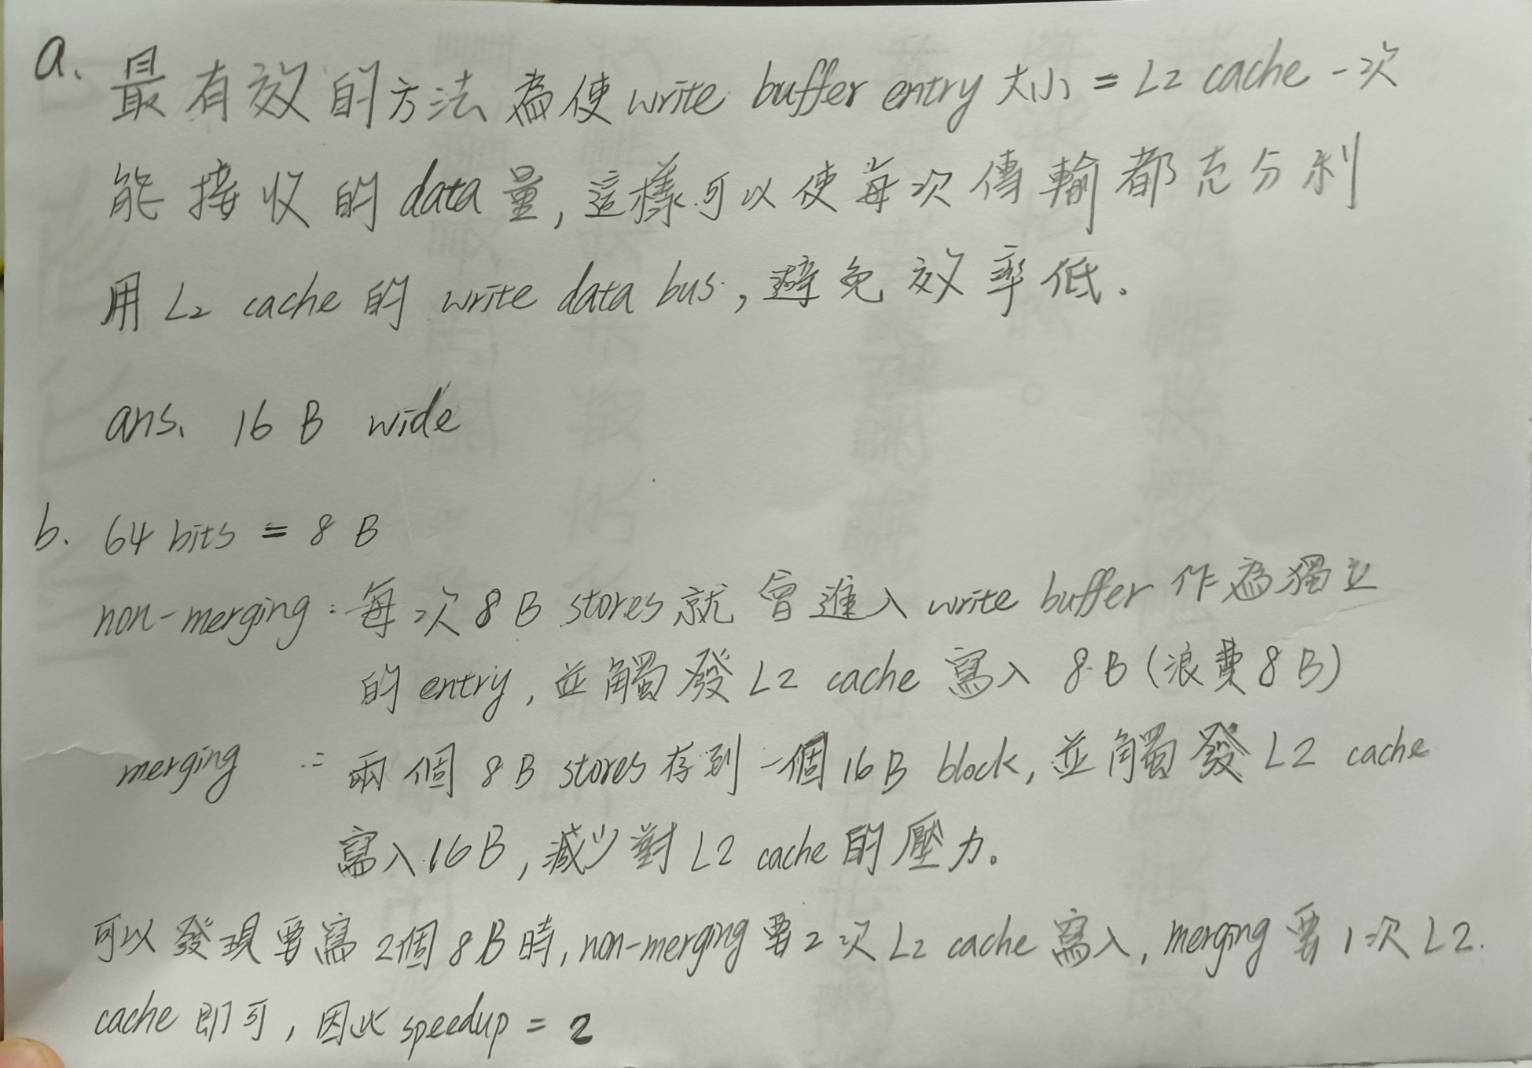 a. 最有效的方法為使 write buffer entry 大小 = L2 cache 一次
能接收的 data 量, 這樣可以使每次傳輸都充分利
用 L2 cache 的 write data bus, 避免效率低.
ans. 16 B wide
b. 64 bits = 8 B
non-merging : 每次 8 B stores 就會進入 write buffer 作為獨立
的 entry, 並觸發 L2 cache 寫入 8 B (浪費 8 B)
merging : 兩個 8 B stores 存到一個 16 B block, 並觸發 L2 cache
寫入 16 B, 減少對 L2 cache 的壓力。
可以發現要寫 2個 8 B 時, non-merging 要 2 次 L2 cache 寫入, merging 要 1 次 L2
cache 即可, 因此 speedup = 2